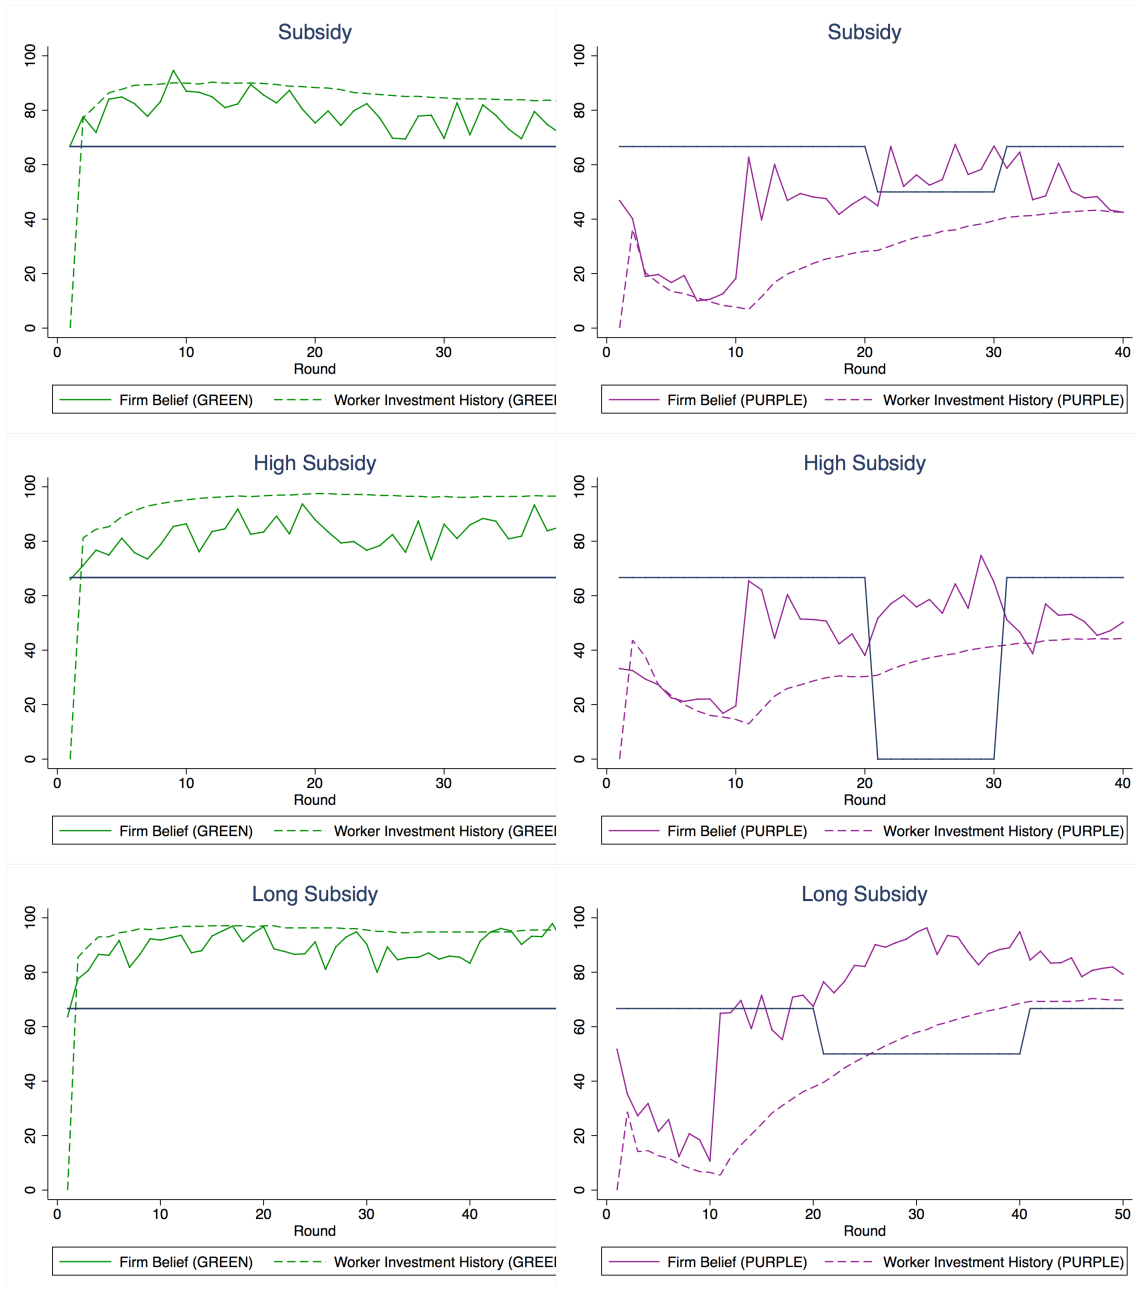 Subsidy
100
80
60
40
20
0
0 10 20 30
Round
Firm Belief (GREEN) Worker Investment History (GREE
Subsidy
100
80
60
40
20
0
0 10 20 30 40
Round
Firm Belief (PURPLE) Worker Investment History (PURPLE)
High Subsidy
100
80
60
40
20
0
0 10 20 30
Round
Firm Belief (GREEN) Worker Investment History (GREE
High Subsidy
100
80
60
40
20
0
0 10 20 30 40
Round
Firm Belief (PURPLE) Worker Investment History (PURPLE)
Long Subsidy
100
80
60
40
20
0
0 10 20 30 40
Round
Firm Belief (GREEN) Worker Investment History (GREE
Long Subsidy
100
80
60
40
20
0
0 10 20 30 40 50
Round
Firm Belief (PURPLE) Worker Investment History (PURPLE)